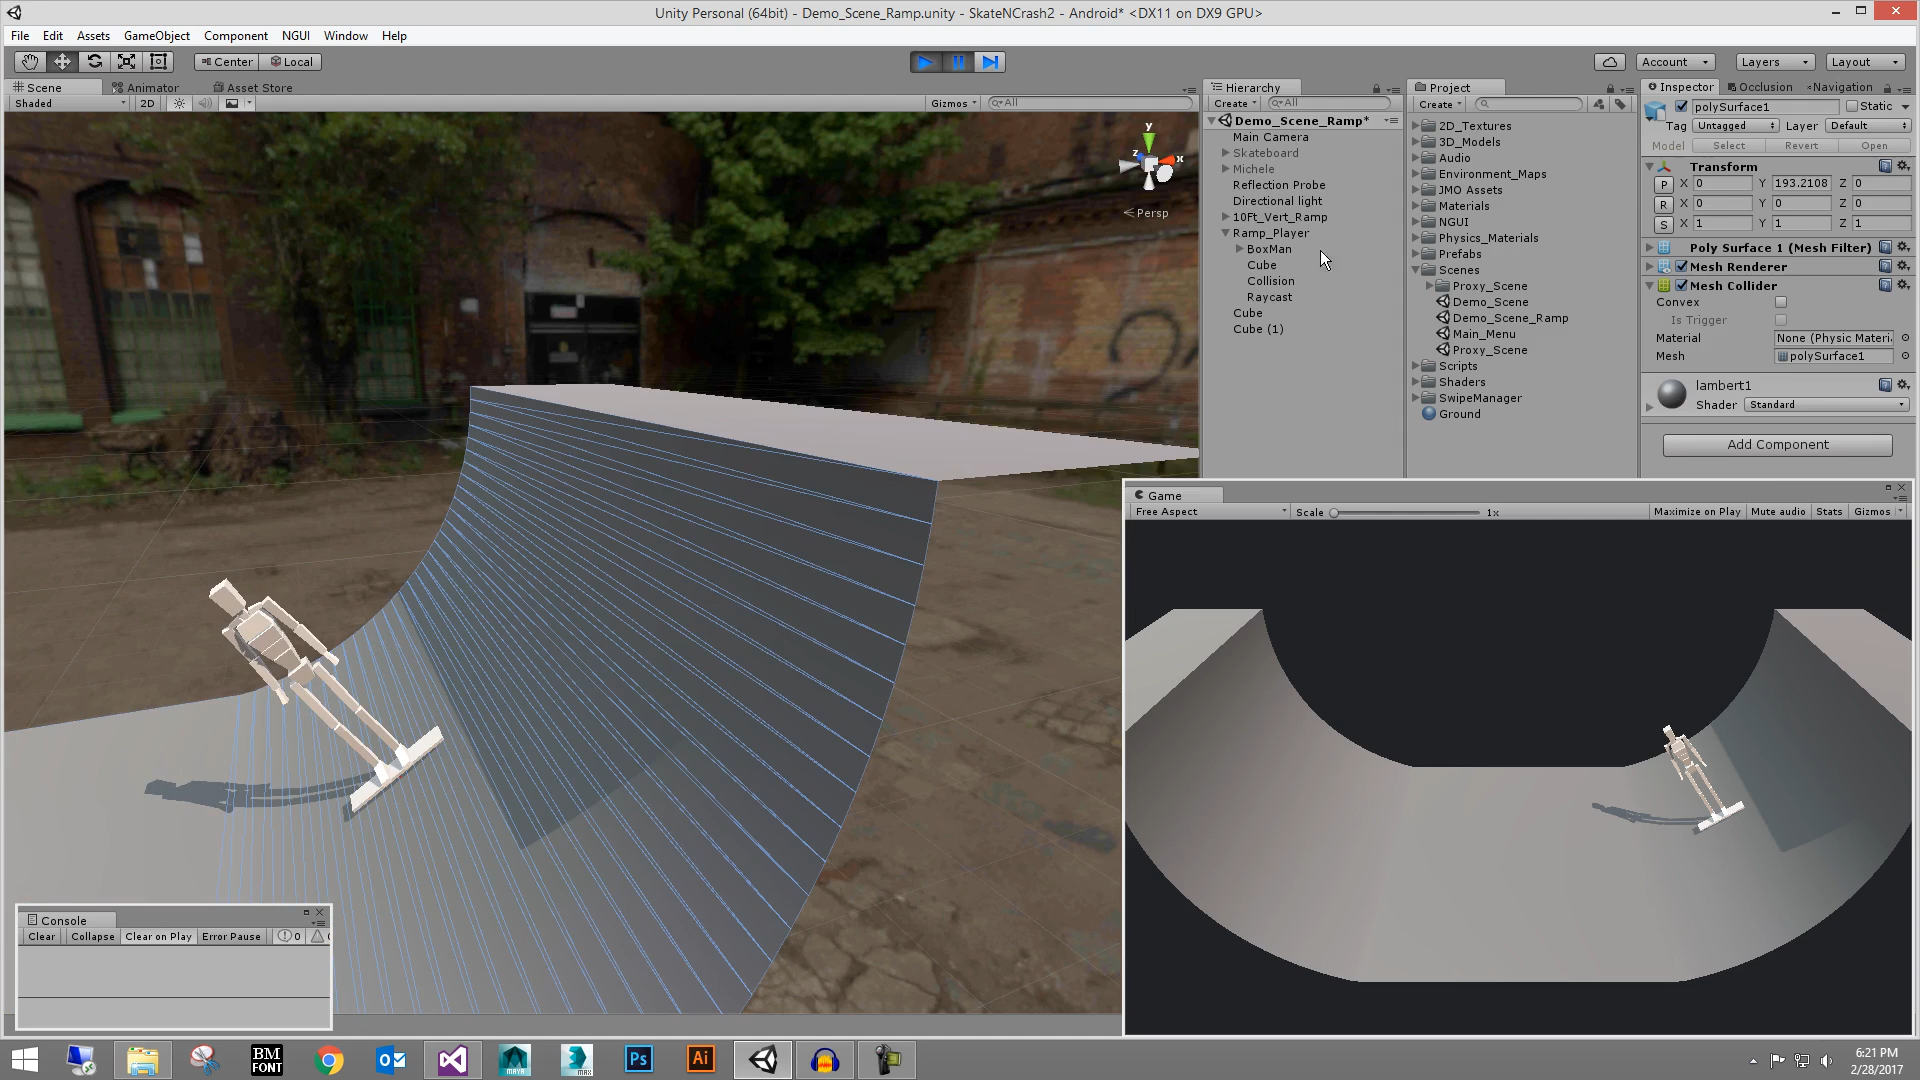 Unity Personal (64bit) - Demo_Scene_Ramp.unity - SkateNCrash2 - Android* <DX11 on DX9 GPU>
File Edit Assets GameObject Component NGUI Window Help
Center Local Account Layers Layout
Scene Animator Asset Store
Shaded 2D Gizmos All
y
z x
Persp
Hierarchy
Create All
Demo_Scene_Ramp*
Main Camera
Skateboard
Michele
Reflection Probe
Directional light
10Ft_Vert_Ramp
Ramp_Player
BoxMan
Cube
Collision
Raycast
Cube
Cube (1)
Project
Create
2D_Textures
3D_Models
Audio
Environment_Maps
JMO Assets
Materials
NGUI
Physics_Materials
Prefabs
Scenes
Proxy_Scene
Demo_Scene
Demo_Scene_Ramp
Main_Menu
Proxy_Scene
Scripts
Shaders
SwipeManager
Ground
Inspector Occlusion Navigation
polySurface1 Static
Tag Untagged Layer Default
Model Select Revert Open
Transform
P X 0 Y 193.2108 Z 0
R X 0 Y 0 Z 0
S X 1 Y 1 Z 1
Poly Surface 1 (Mesh Filter)
Mesh Renderer
Mesh Collider
Convex
Is Trigger
Material None (Physic Materi
Mesh polySurface1
lambert1
Shader Standard
Add Component
Game
Free Aspect Scale 1x Maximize on Play Mute audio Stats Gizmos
Console
Clear Collapse Clear on Play Error Pause 0
BM
FONT
MAYA
MAX
Ps
Ai
6:21 PM
2/28/2017